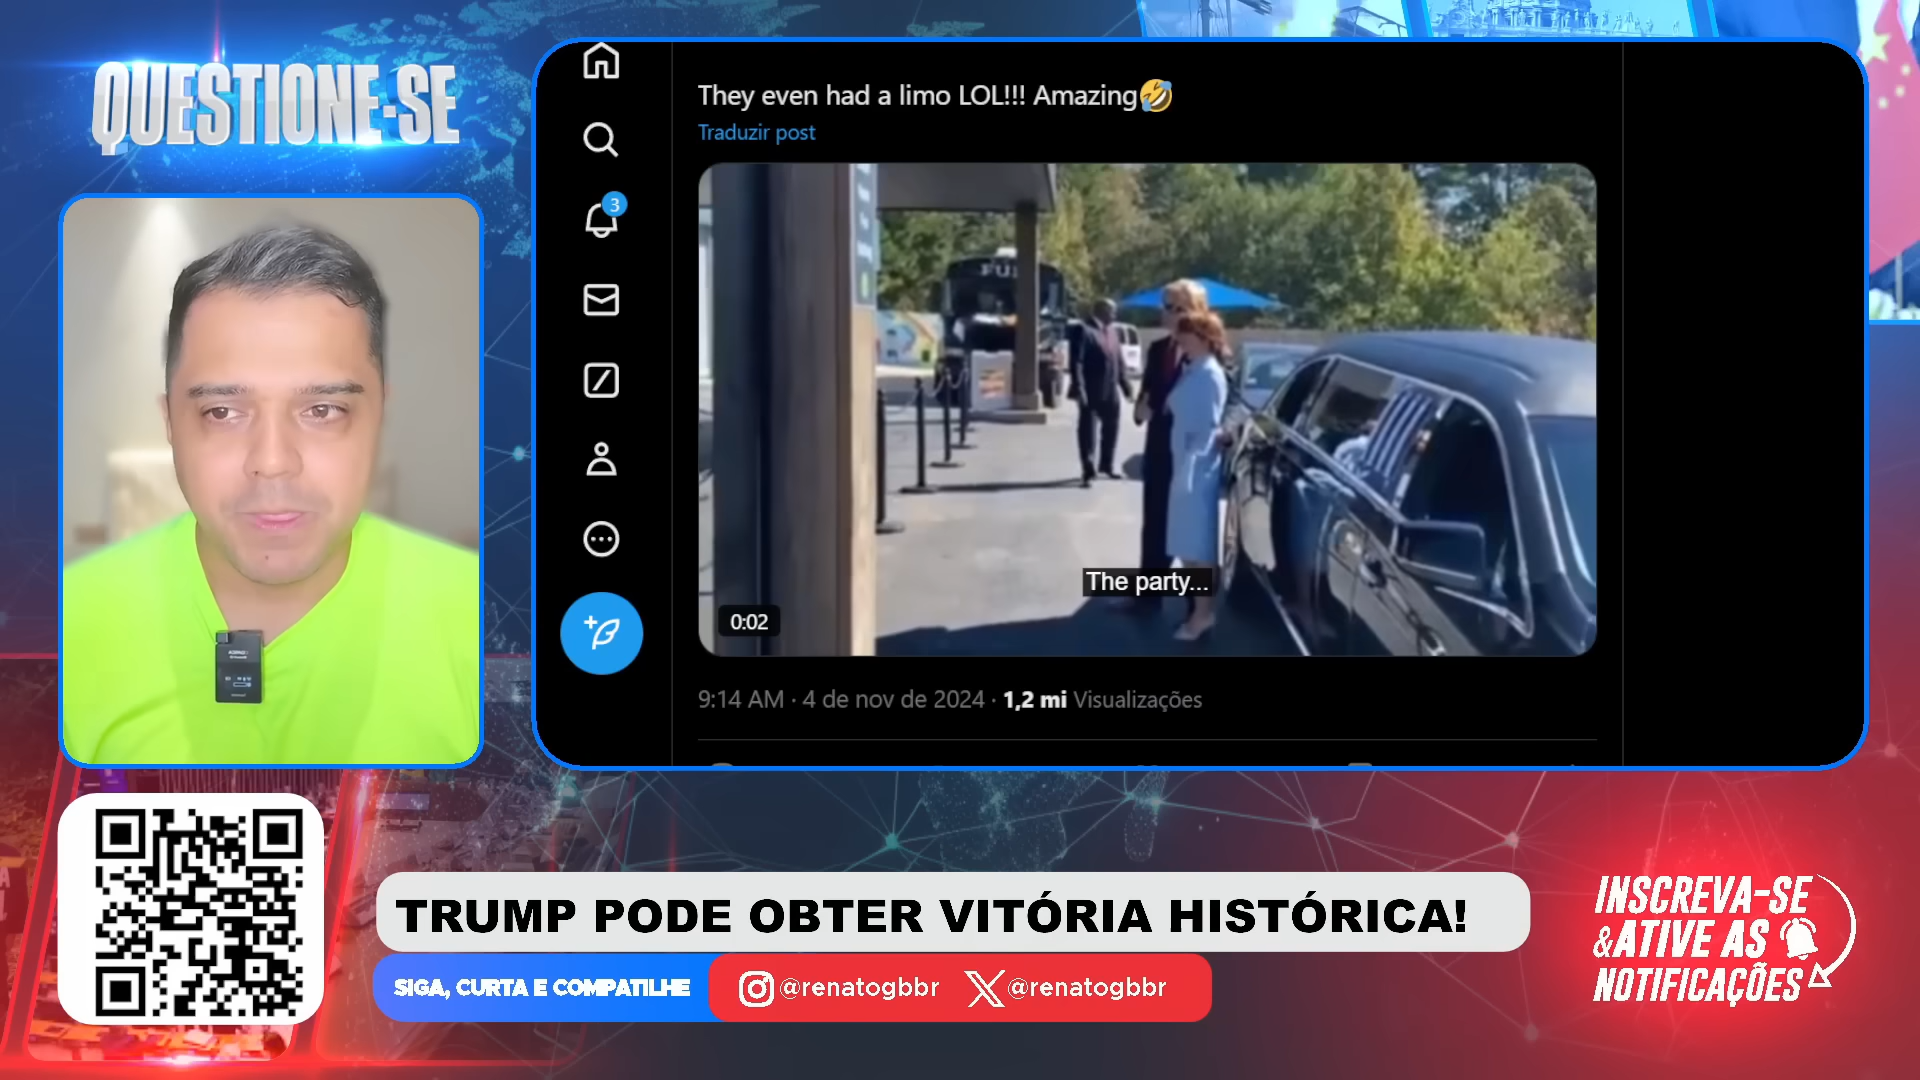 QUESTIONE-SE
They even had a limo LOL!!! Amazing🤣
Traduzir post
3
FU
The party...
0:02
9:14 AM · 4 de nov de 2024 · 1,2 mi Visualizações
TRUMP PODE OBTER VITÓRIA HISTÓRICA!
SIGA, CURTA E COMPATILHE
@renatogbbr
@renatogbbr
INSCREVA-SE
&ATIVE AS
NOTIFICAÇÕES